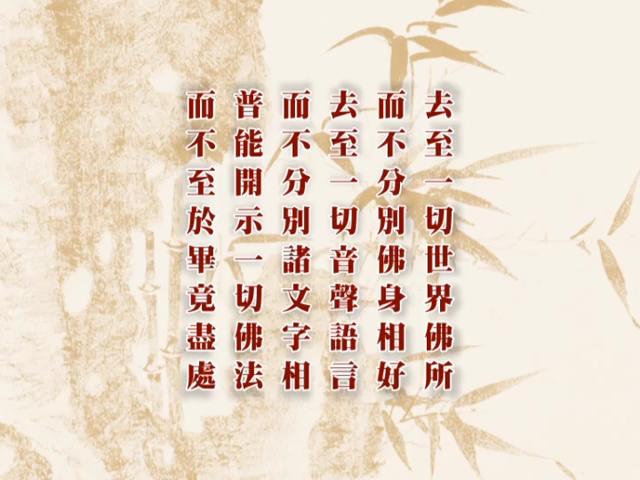 去至一切世界佛所
而不分別佛身相好
去至一切音聲語言
而不分別諸文字相
普能開示一切佛法
而不至於畢竟盡處